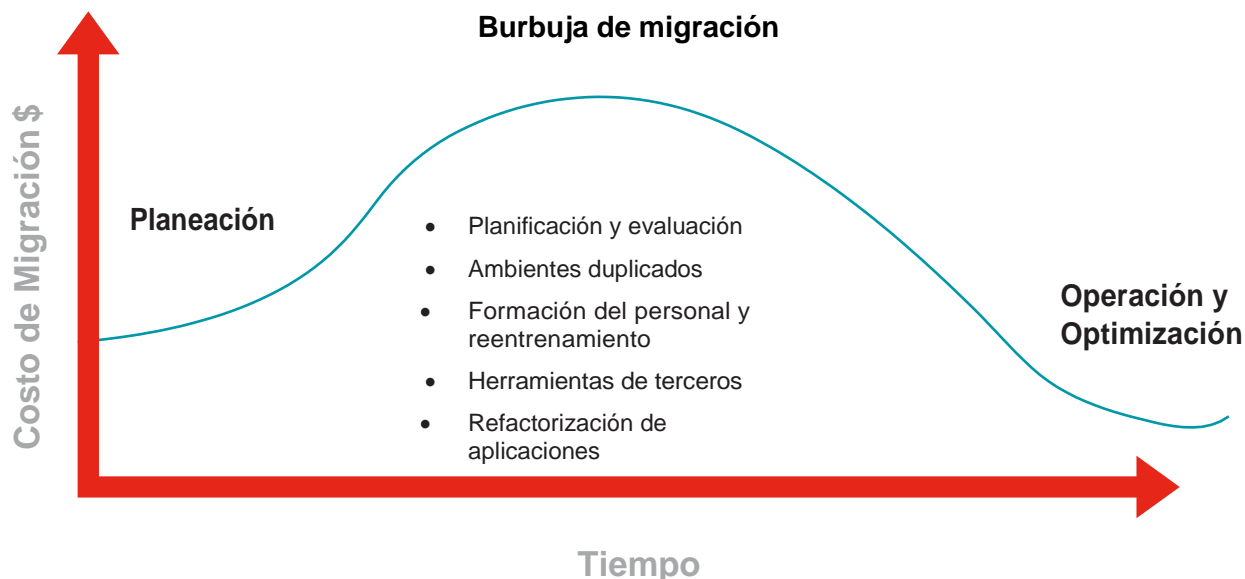 Burbuja de migración
Costo de Migración $
Planeación
• Planificación y evaluación
• Ambientes duplicados
• Formación del personal y
reentrenamiento
• Herramientas de terceros
• Refactorización de
aplicaciones
Operación y
Optimización
Tiempo